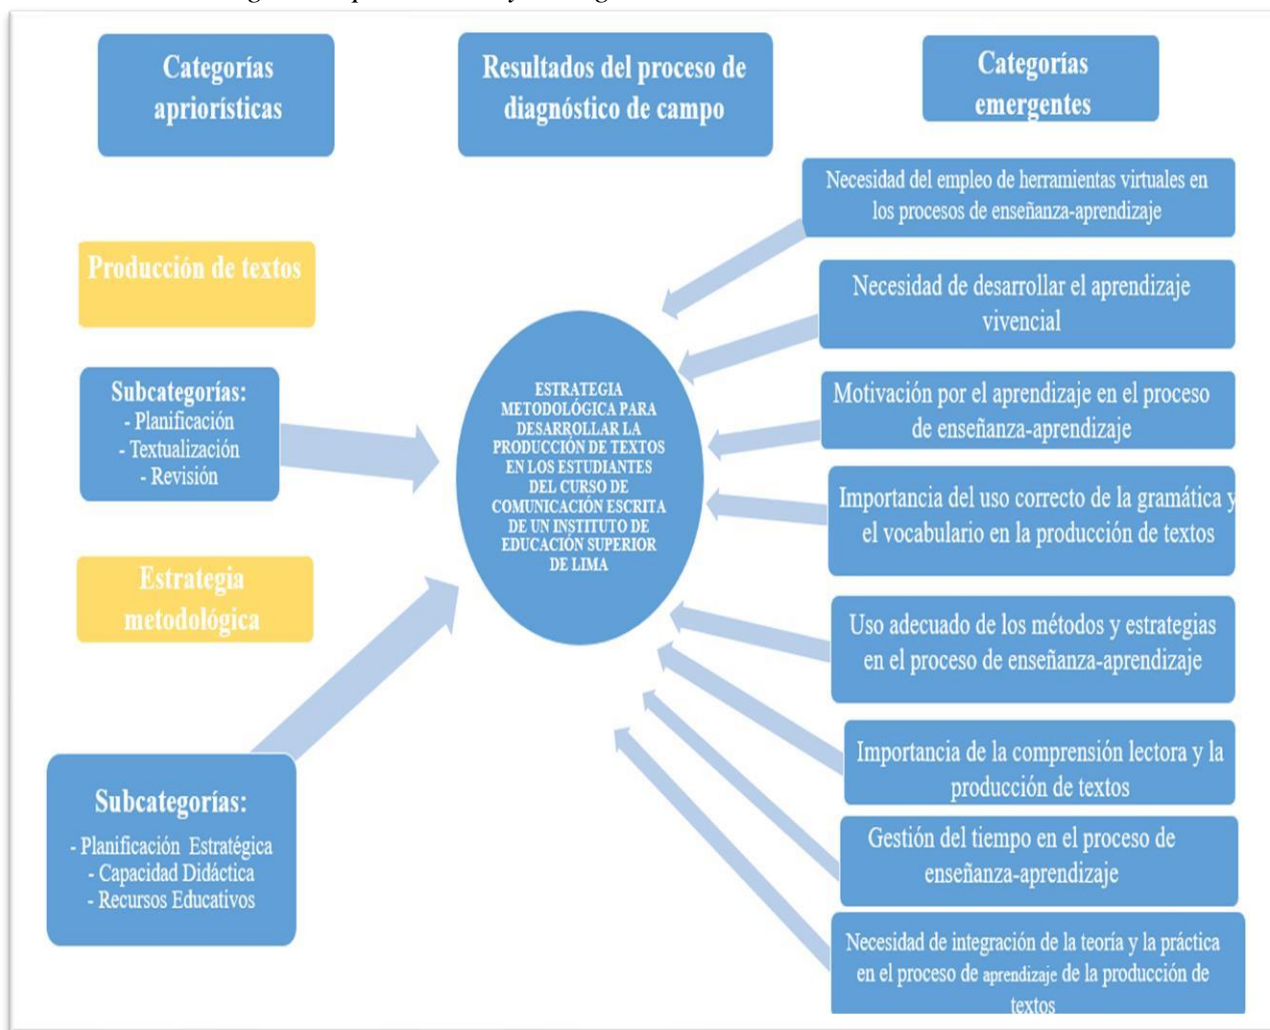 Categorías
apriorísticas
Resultados del proceso de
diagnóstico de campo
Categorías
emergentes
Producción de textos
Subcategorías:
- Planificación
-Textualización
- Revisión
Estrategia
metodológica
Subcategorías:
- Planificación Estratégica
- Capacidad Didáctica
- Recursos Educativos
ESTRATEGIA
METODOLÓGICA PARA
DESARROLLAR LA
PRODUCCIÓN DE TEXTOS
EN LOS ESTUDIANTES
DEL CURSO DE
COMUNICACIÓN ESCRITA
DE UN INSTITUTO DE
EDUCACIÓN SUPERIOR
DE LIMA
Necesidad del empleo de herramientas virtuales en
los procesos de enseñanza-aprendizaje
Necesidad de desarrollar el aprendizaje
vivencial
Motivación por el aprendizaje en el proceso
de enseñanza-aprendizaje
Importancia del uso correcto de la gramática y
el vocabulario en la producción de textos
Uso adecuado de los métodos y estrategias
en el proceso de enseñanza-aprendizaje
Importancia de la comprensión lectora y la
producción de textos
Gestión del tiempo en el proceso de
enseñanza-aprendizaje
Necesidad de integración de la teoría y la práctica
en el proceso de aprendizaje de la producción de
textos